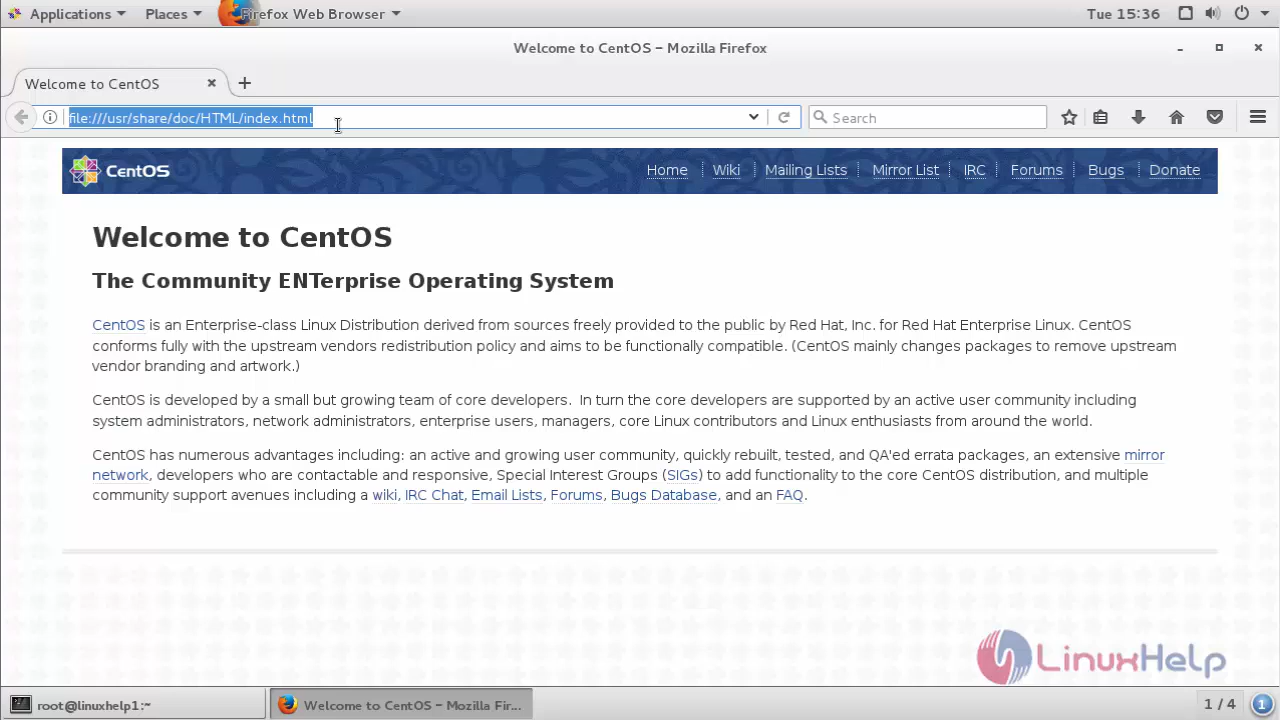 Applications Places Firefox Web Browser Tue 15:36
Welcome to CentOS – Mozilla Firefox
Welcome to CentOS
file:///usr/share/doc/HTML/index.html Search
CentOS Home Wiki Mailing Lists Mirror List IRC Forums Bugs Donate
Welcome to CentOS
The Community ENTerprise Operating System
CentOS is an Enterprise-class Linux Distribution derived from sources freely provided to the public by Red Hat, Inc. for Red Hat Enterprise Linux. CentOS
conforms fully with the upstream vendors redistribution policy and aims to be functionally compatible. (CentOS mainly changes packages to remove upstream
vendor branding and artwork.)
CentOS is developed by a small but growing team of core developers. In turn the core developers are supported by an active user community including
system administrators, network administrators, enterprise users, managers, core Linux contributors and Linux enthusiasts from around the world.
CentOS has numerous advantages including: an active and growing user community, quickly rebuilt, tested, and QA'ed errata packages, an extensive mirror
network, developers who are contactable and responsive, Special Interest Groups (SIGs) to add functionality to the core CentOS distribution, and multiple
community support avenues including a wiki, IRC Chat, Email Lists, Forums, Bugs Database, and an FAQ.
LinuxHelp
root@linuxhelp1:~ Welcome to CentOS – Mozilla Fir... 1 / 4 1